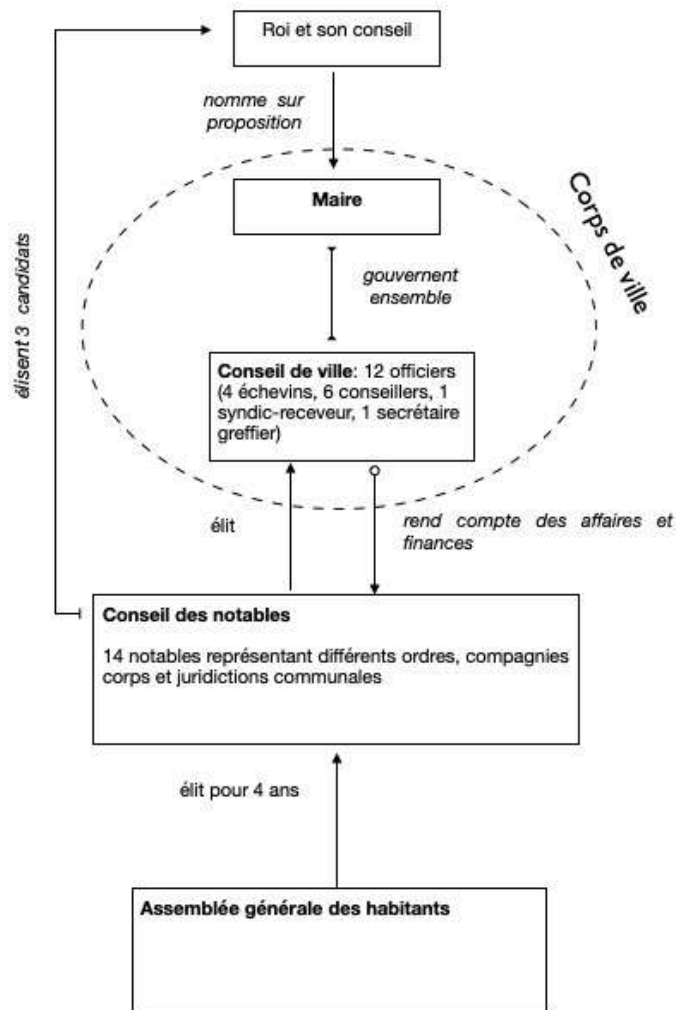 Roi et son conseil
nomme sur
proposition
Maire
Corps de ville
gouvernent
ensemble
élisent 3 candidats
Conseil de ville: 12 officiers
(4 échevins, 6 conseillers, 1
syndic-receveur, 1 secrétaire
greffier)
élit
rend compte des affaires et
finances
Conseil des notables
14 notables représentant différents ordres, compagnies
corps et juridictions communales
élit pour 4 ans
Assemblée générale des habitants